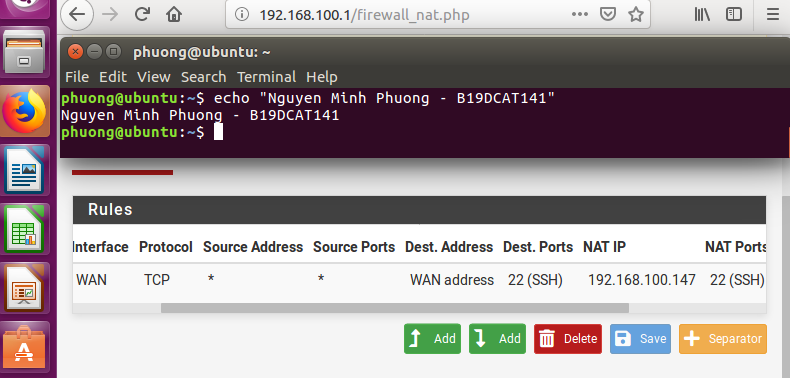 192.168.100.1/firewall_nat.php
phuong@ubuntu: ~
File Edit View Search Terminal Help
phuong@ubuntu:~$ echo "Nguyen Minh Phuong - B19DCAT141"
Nguyen Minh Phuong - B19DCAT141
phuong@ubuntu:~$
Rules
Interface Protocol Source Address Source Ports Dest. Address Dest. Ports NAT IP NAT Ports
WAN TCP * * WAN address 22 (SSH) 192.168.100.147 22 (SSH)
Add Add Delete Save Separator